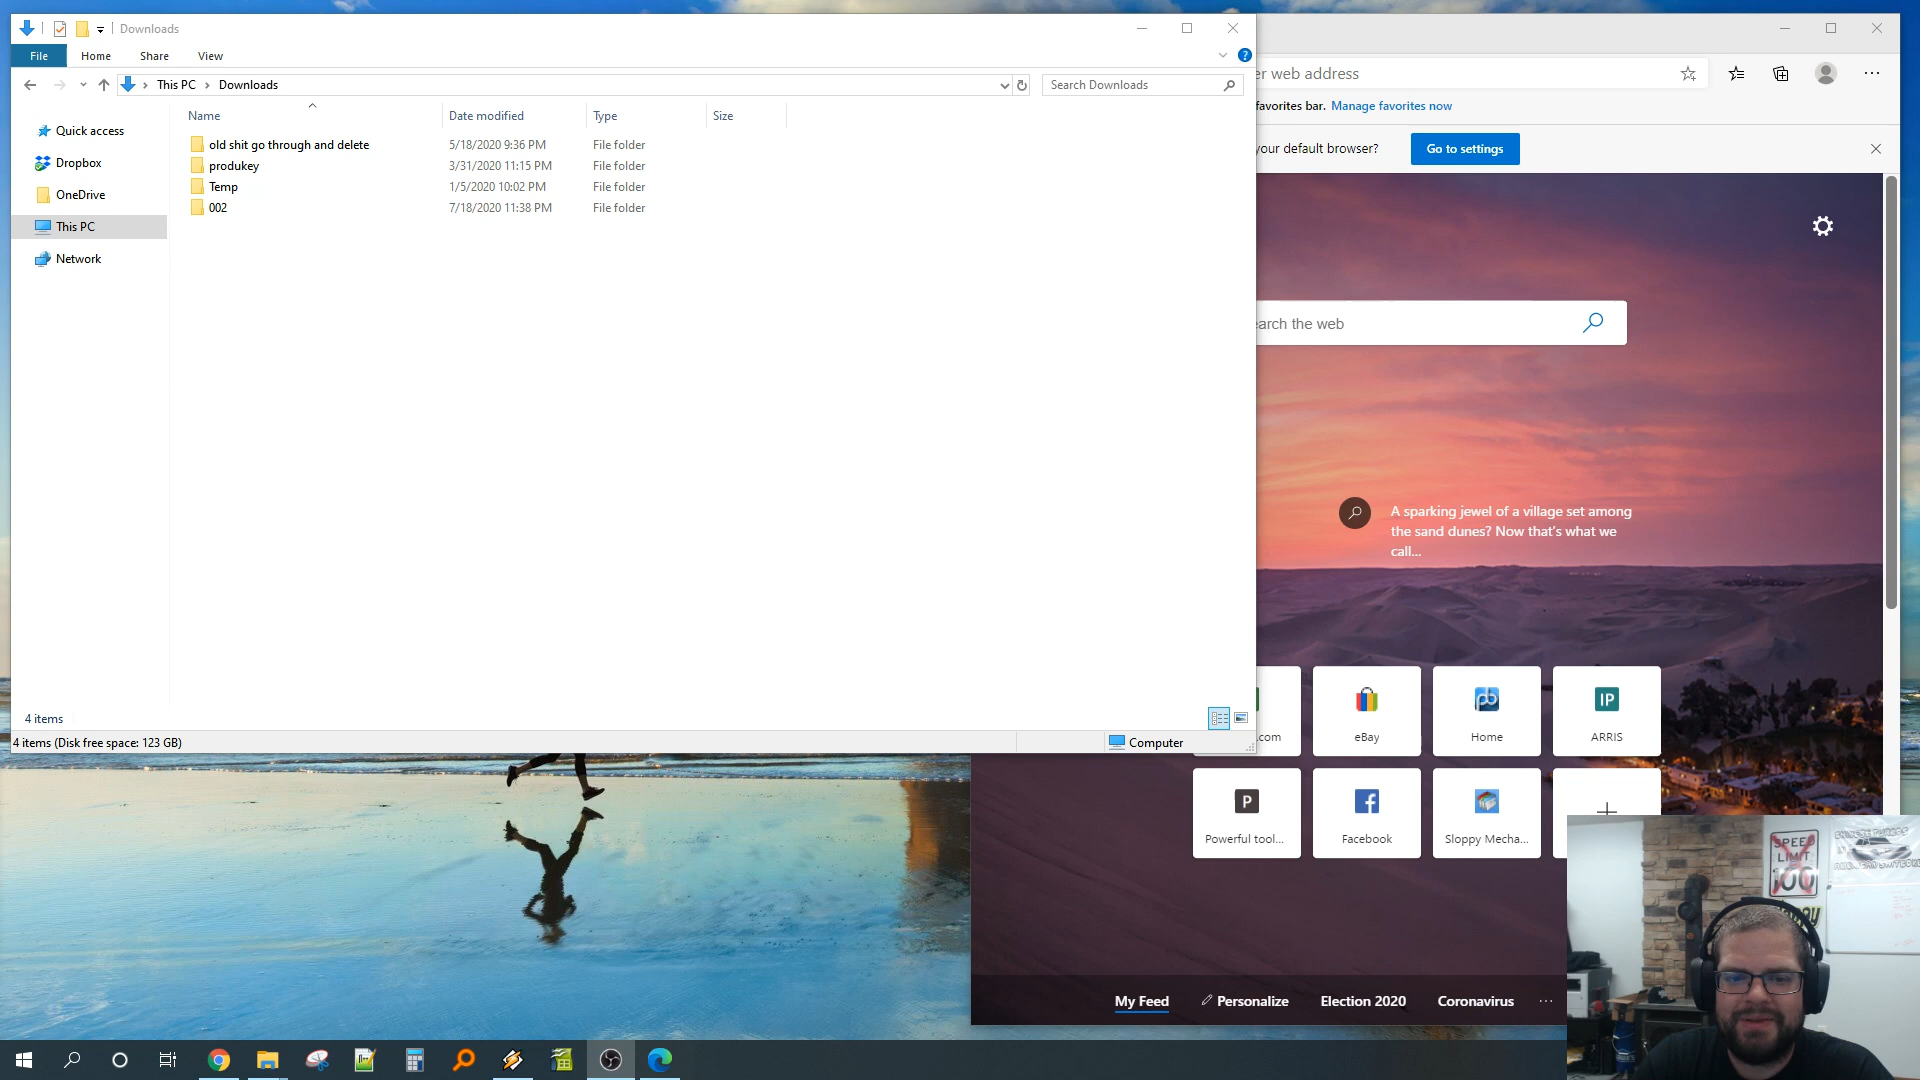 Downloads
File Home Share View
This PC Downloads
Search Downloads
Name Date modified Type Size
old shit go through and delete 5/18/2020 9:36 PM File folder
produkey 3/31/2020 11:15 PM File folder
Temp 1/5/2020 10:02 PM File folder
002 7/18/2020 11:38 PM File folder
Quick access
Dropbox
OneDrive
This PC
Network
4 items
4 items (Disk free space: 123 GB)
Computer
er web address
favorites bar. Manage favorites now
your default browser?
Go to settings
earch the web
A sparking jewel of a village set among
the sand dunes? Now that's what we
call...
.com
eBay
Home
IP
ARRIS
P
Powerful tool...
Facebook
Sloppy Mecha...
My Feed Personalize Election 2020 Coronavirus
SPEED
LIMIT
100